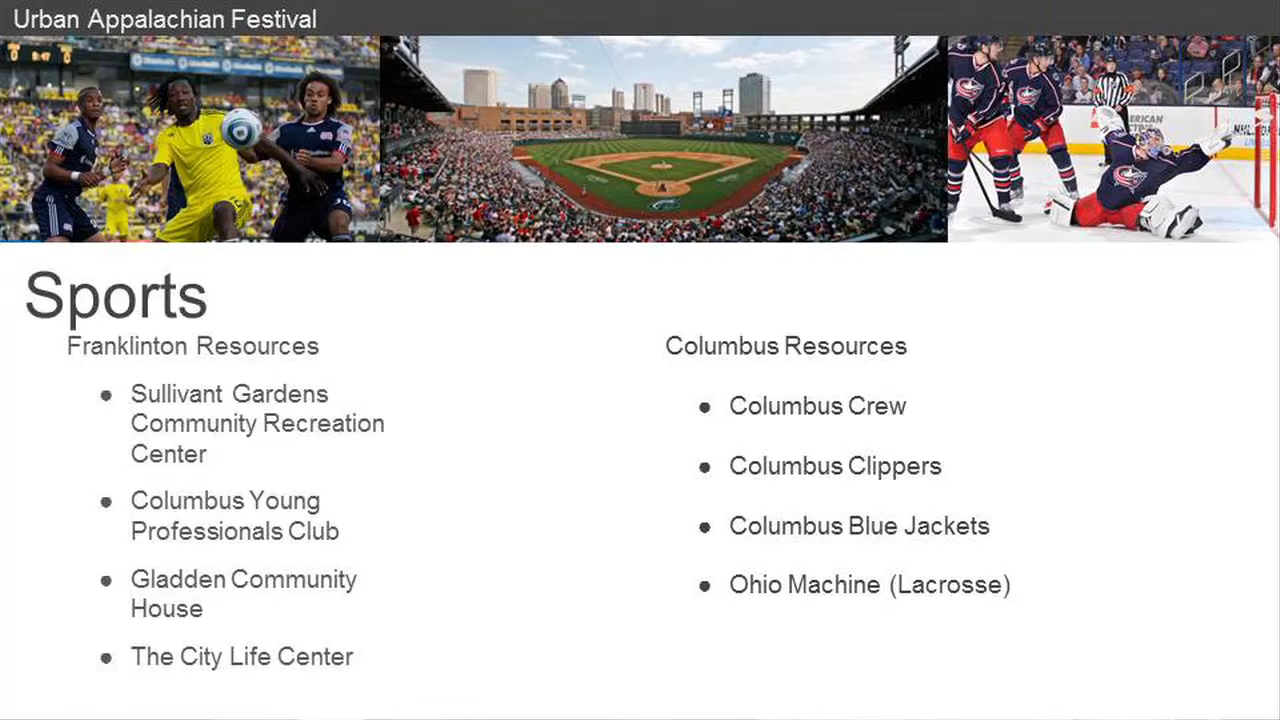 Urban Appalachian Festival
Sports
Franklinton Resources
● Sullivant Gardens
Community Recreation
Center
● Columbus Young
Professionals Club
● Gladden Community
House
● The City Life Center
Columbus Resources
● Columbus Crew
● Columbus Clippers
● Columbus Blue Jackets
● Ohio Machine (Lacrosse)